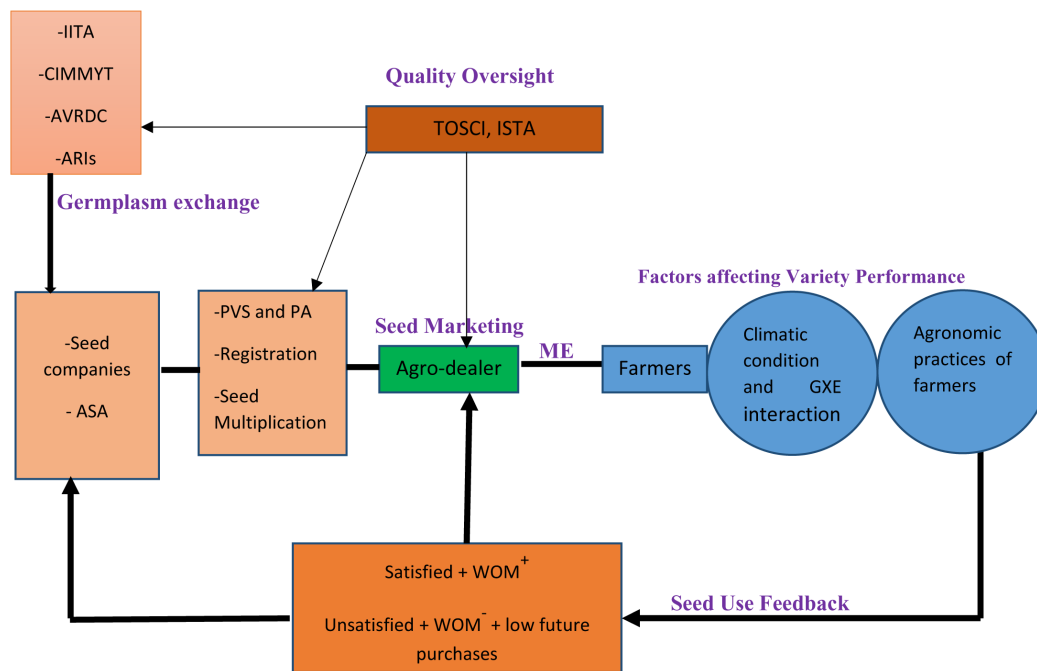 -IITA
-CIMMYT
-AVRDC
-ARIs
Quality Oversight
TOSCI, ISTA
Germplasm exchange
-Seed
companies
- ASA
-PVS and PA
-Registration
-Seed
Multiplication
Seed Marketing
Agro-dealer
ME
Farmers
Factors affecting Variety Performance
Climatic
condition
and GXE
interaction
Agronomic
practices of
farmers
Satisfied + WOM⁺
Unsatisfied + WOM⁻ + low future
purchases
Seed Use Feedback